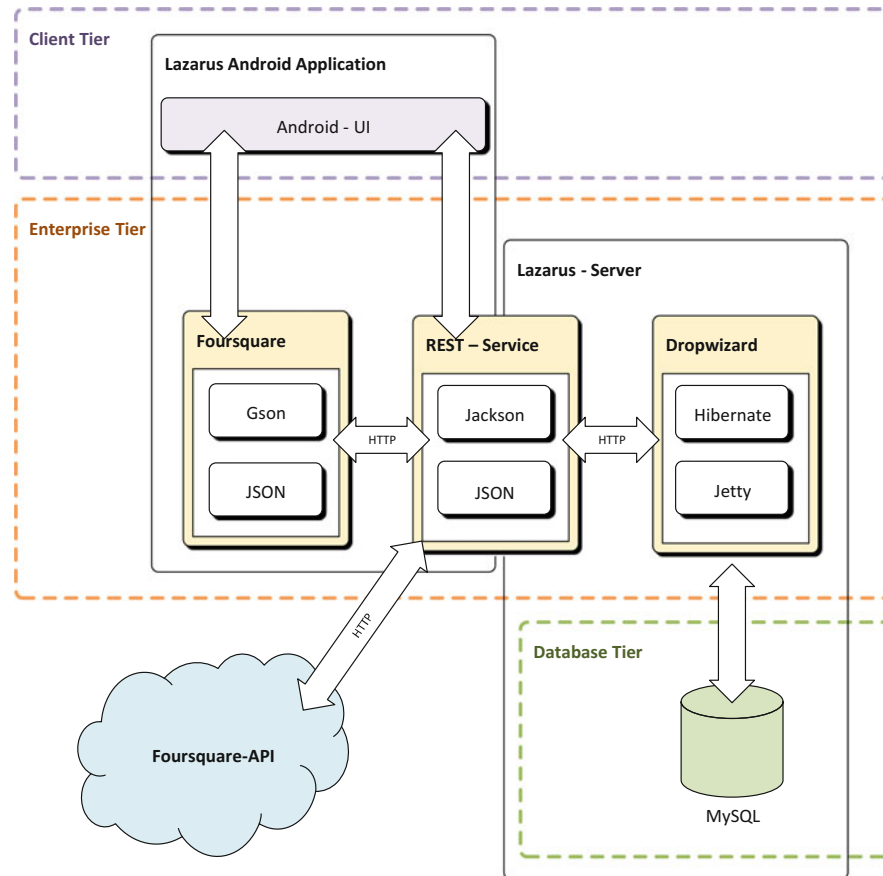 Client Tier
Lazarus Android Application
Android - UI
Enterprise Tier
Lazarus - Server
Foursquare
REST – Service
Dropwizard
Gson
Jackson
Hibernate
HTTP
HTTP
JSON
JSON
Jetty
HTTP
Database Tier
Foursquare-API
MySQL